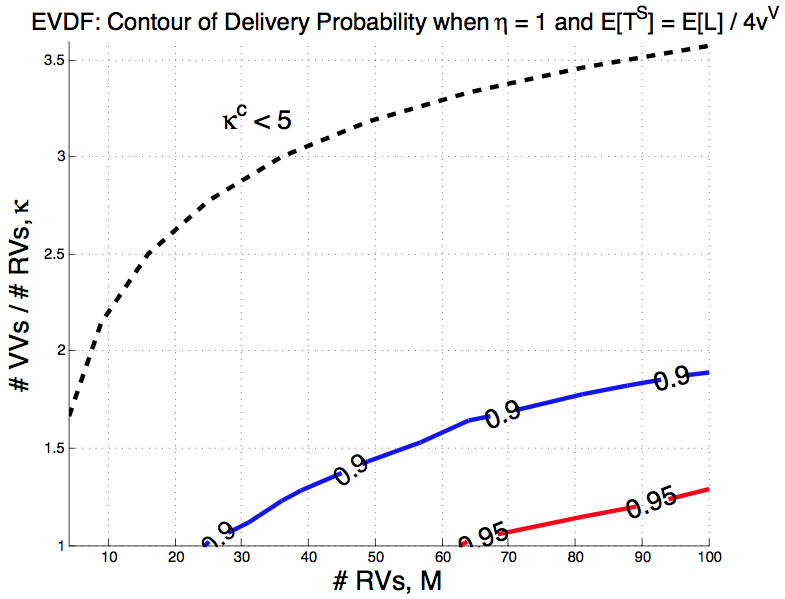 EVDF: Contour of Delivery Probability when η = 1 and E[T^S] = E[L] / 4v^V
3.5
κ^c < 5
3
2.5
# VVs / # RVs, κ
2
0.9
0.9
1.5
0.9
0.95
0.9
0.95
1
10 20 30 40 50 60 70 80 90 100
# RVs, M